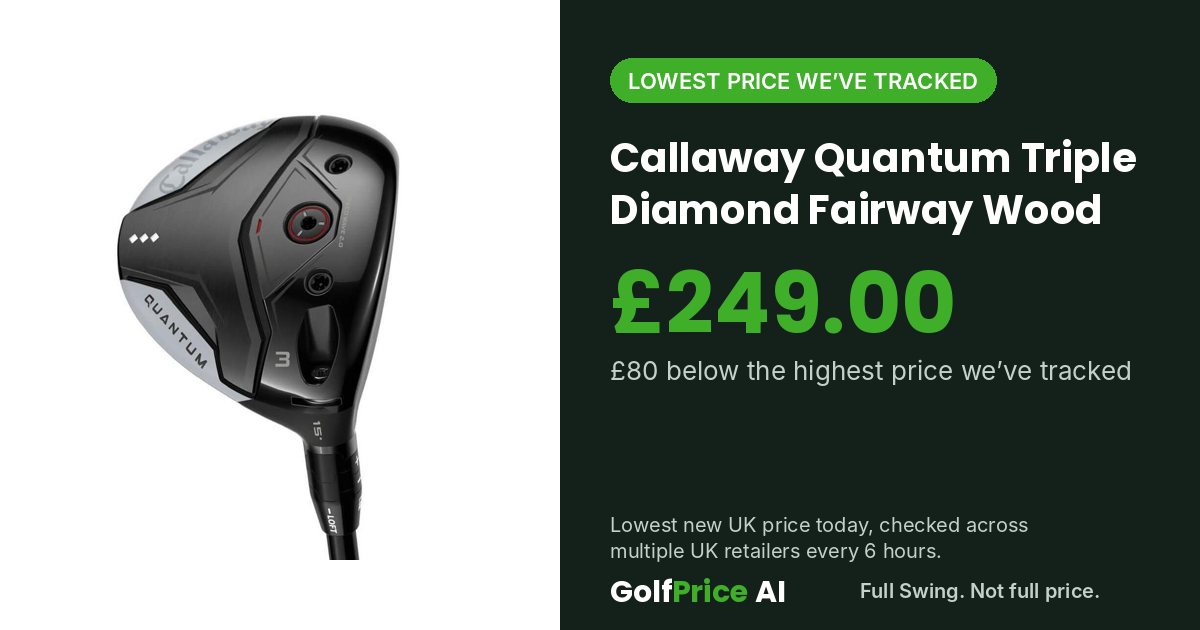 Callaway
QUANTUM
3
15°
LOFT
LOWEST PRICE WE’VE TRACKED
Callaway Quantum Triple
Diamond Fairway Wood
£249.00
£80 below the highest price we’ve tracked
Lowest new UK price today, checked across
multiple UK retailers every 6 hours.
GolfPrice AI
Full Swing. Not full price.